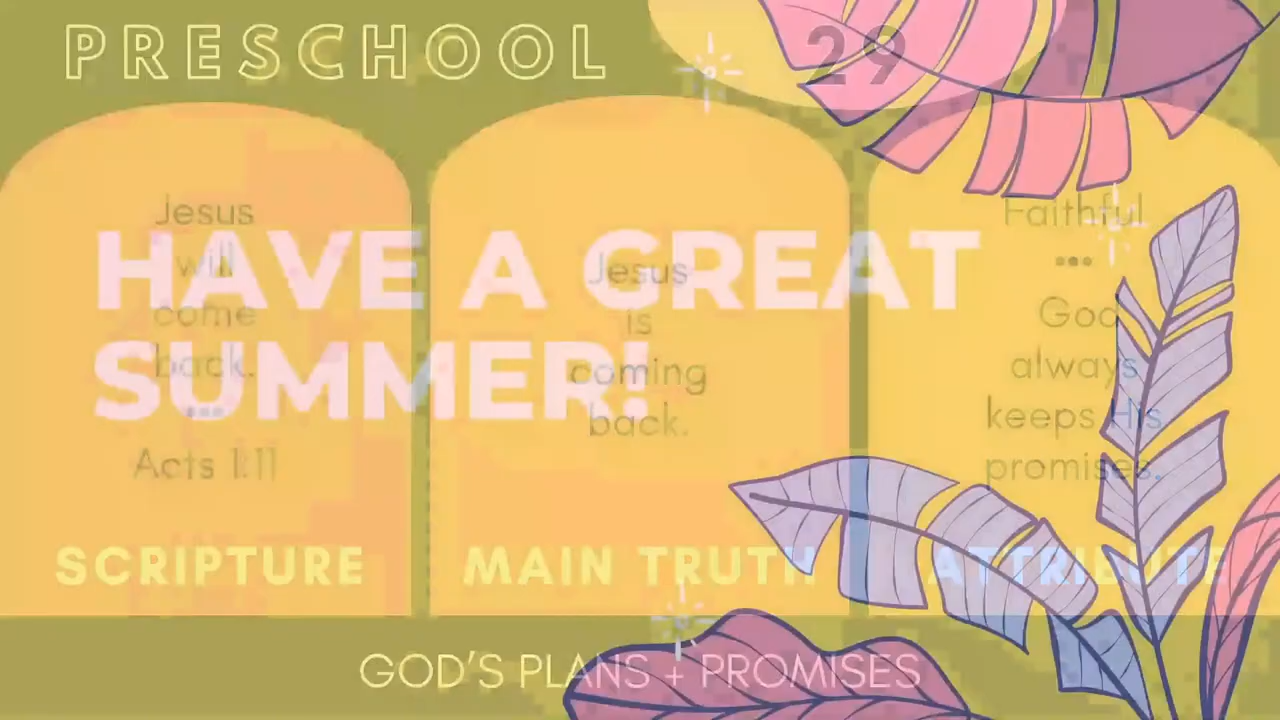 PRESCHOOL
29
Jesus
will
come
back.
•••
Acts 1:11
SCRIPTURE
Jesus
is
coming
back.
MAIN TRUTH
Faithful
•••
God
always
keeps His
promises.
ATTRIBUTE
HAVE A GREAT
SUMMER!
GOD'S PLANS + PROMISES